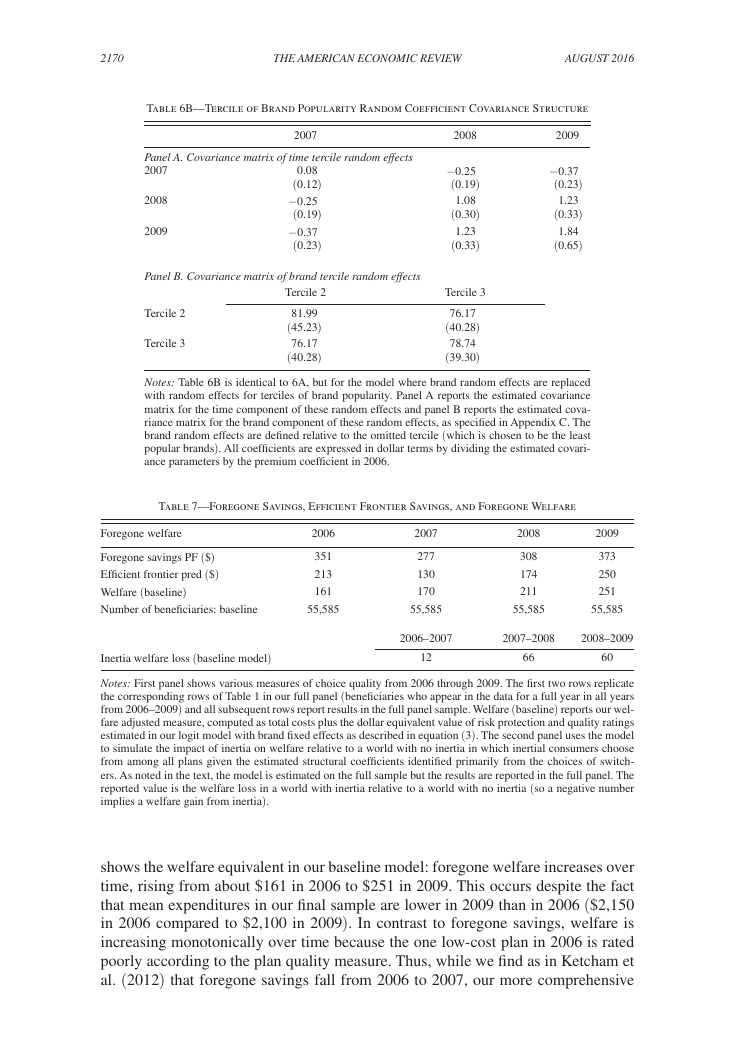 2170 THE AMERICAN ECONOMIC REVIEW AUGUST 2016
Table 6B—Tercile of Brand Popularity Random Coefficient Covariance Structure
2007 2008 2009
Panel A. Covariance matrix of time tercile random effects
2007 0.08 −0.25 −0.37
(0.12) (0.19) (0.23)
2008 −0.25 1.08 1.23
(0.19) (0.30) (0.33)
2009 −0.37 1.23 1.84
(0.23) (0.33) (0.65)
Panel B. Covariance matrix of brand tercile random effects
Tercile 2 Tercile 3
Tercile 2 81.99 76.17
(45.23) (40.28)
Tercile 3 76.17 78.74
(40.28) (39.30)
Notes: Table 6B is identical to 6A, but for the model where brand random effects are replaced
with random effects for terciles of brand popularity. Panel A reports the estimated covariance
matrix for the time component of these random effects and panel B reports the estimated cova-
riance matrix for the brand component of these random effects, as specified in Appendix C. The
brand random effects are defined relative to the omitted tercile (which is chosen to be the least
popular brands). All coefficients are expressed in dollar terms by dividing the estimated covari-
ance parameters by the premium coefficient in 2006.
Table 7—Foregone Savings, Efficient Frontier Savings, and Foregone Welfare
Foregone welfare 2006 2007 2008 2009
Foregone savings PF ($) 351 277 308 373
Efficient frontier pred ($) 213 130 174 250
Welfare (baseline) 161 170 211 251
Number of beneficiaries: baseline 55,585 55,585 55,585 55,585
2006–2007 2007–2008 2008–2009
Inertia welfare loss (baseline model) 12 66 60
Notes: First panel shows various measures of choice quality from 2006 through 2009. The first two rows replicate
the corresponding rows of Table 1 in our full panel (beneficiaries who appear in the data for a full year in all years
from 2006–2009) and all subsequent rows report results in the full panel sample. Welfare (baseline) reports our wel-
fare adjusted measure, computed as total costs plus the dollar equivalent value of risk protection and quality ratings
estimated in our logit model with brand fixed effects as described in equation (3). The second panel uses the model
to simulate the impact of inertia on welfare relative to a world with no inertia in which inertial consumers choose
from among all plans given the estimated structural coefficients identified primarily from the choices of switch-
ers. As noted in the text, the model is estimated on the full sample but the results are reported in the full panel. The
reported value is the welfare loss in a world with inertia relative to a world with no inertia (so a negative number
implies a welfare gain from inertia).
shows the welfare equivalent in our baseline model: foregone welfare increases over
time, rising from about $161 in 2006 to $251 in 2009. This occurs despite the fact
that mean expenditures in our final sample are lower in 2009 than in 2006 ($2,150
in 2006 compared to $2,100 in 2009). In contrast to foregone savings, welfare is
increasing monotonically over time because the one low-cost plan in 2006 is rated
poorly according to the plan quality measure. Thus, while we find as in Ketcham et
al. (2012) that foregone savings fall from 2006 to 2007, our more comprehensive